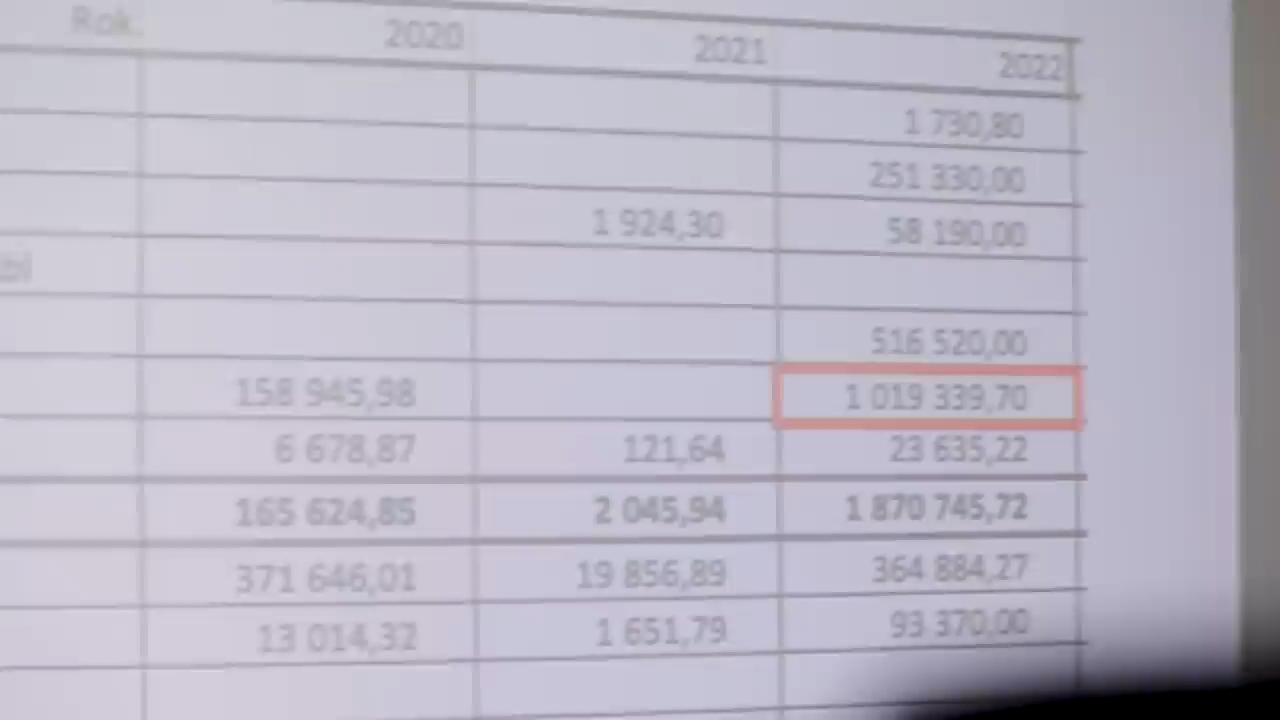 Rok. 2020 2021 2022
1 730,80
251 330,00
1 924,30 58 190,00
516 520,00
158 945,98 1 019 339,70
6 678,87 121,64 23 635,22
165 624,85 2 045,94 1 870 745,72
371 646,01 19 856,89 364 884,27
13 014,32 1 651,79 93 370,00